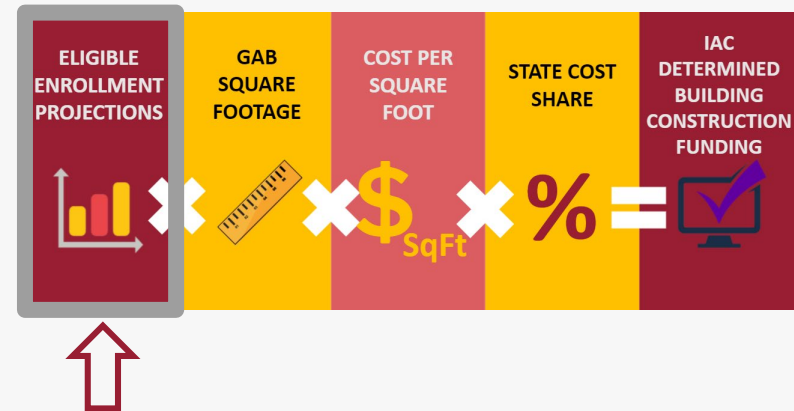 ELIGIBLE
ENROLLMENT
PROJECTIONS
GAB
SQUARE
FOOTAGE
COST PER
SQUARE
FOOT
STATE COST
SHARE
IAC
DETERMINED
BUILDING
CONSTRUCTION
FUNDING
$
SqFt
%
=